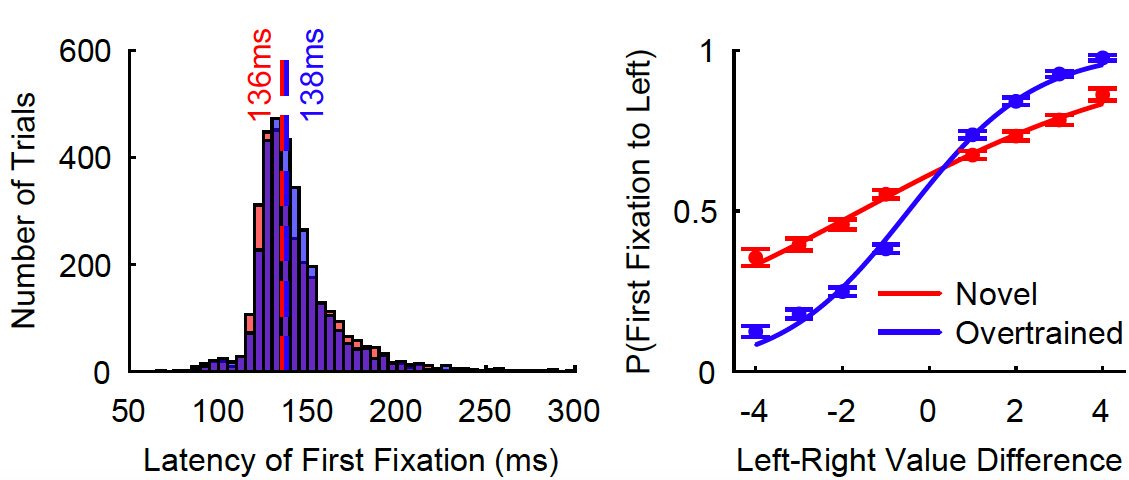 136ms
138ms
600
400
200
0
Number of Trials
50 100 150 200 250 300
Latency of First Fixation (ms)
1
0.5
0
P(First Fixation to Left)
Novel
Overtrained
-4 -2 0 2 4
Left-Right Value Difference